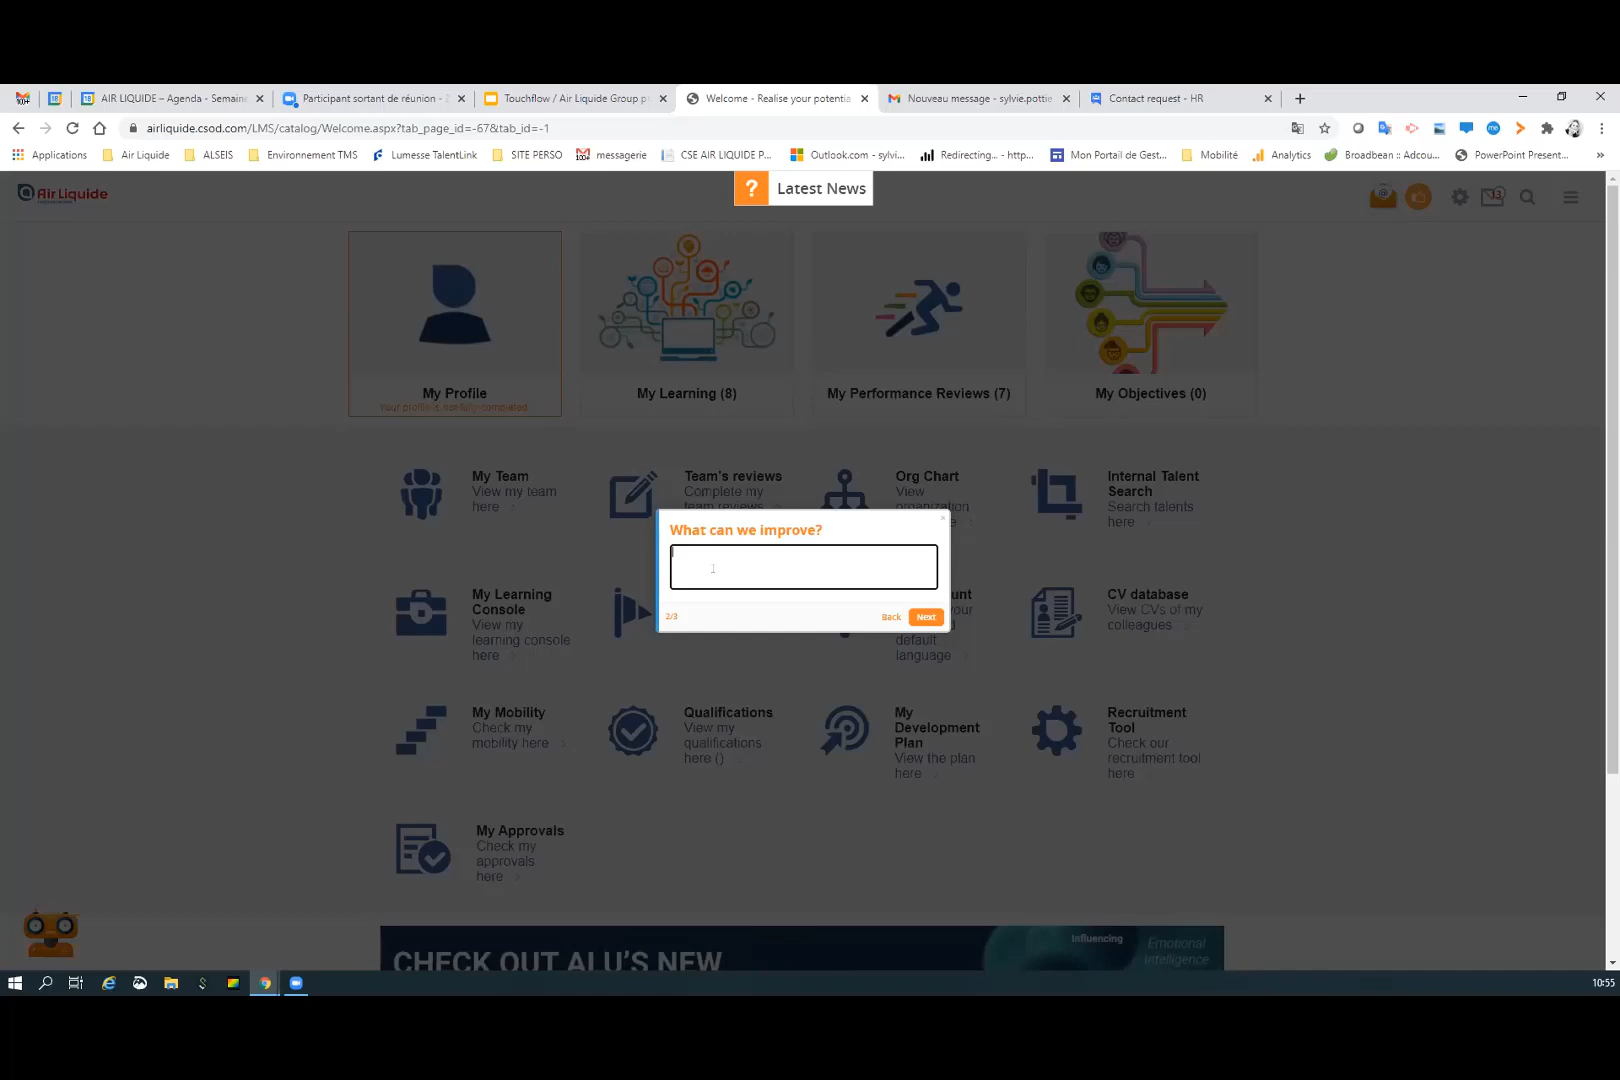 AIR LIQUIDE – Agenda - Semaine
Participant sortant de réunion -
Touchflow / Air Liquide Group p
Welcome - Realise your potentia
Nouveau message - sylvie.pottie
Contact request - HR
airliquide.csod.com/LMS/catalog/Welcome.aspx?tab_page_id=-67&tab_id=-1
Applications
Air Liquide
ALSEIS
Environnement TMS
Lumesse TalentLink
SITE PERSO
messagerie
CSE AIR LIQUIDE P...
Outlook.com - sylvi...
Redirecting... - http...
Mon Portail de Gest...
Mobilité
Analytics
Broadbean :: Adcou...
PowerPoint Present...
Air Liquide
? Latest News
13
My Profile
Your profile is not fully completed
My Learning (8)
My Performance Reviews (7)
My Objectives (0)
My Team
View my team
here
Team's reviews
Complete my
team reviews
Org Chart
View
organization
Internal Talent
Search
Search talents
here
What can we improve?
2/3
Back
Next
My Learning
Console
View my
learning console
here
default
language
CV database
View CVs of my
colleagues
My Mobility
Check my
mobility here
Qualifications
View my
qualifications
here ()
My
Development
Plan
View the plan
here
Recruitment
Tool
Check our
recruitment tool
here
My Approvals
Check my
approvals
here
CHECK OUT ALU'S NEW
Influencing
Emotional
Intelligence
10:55